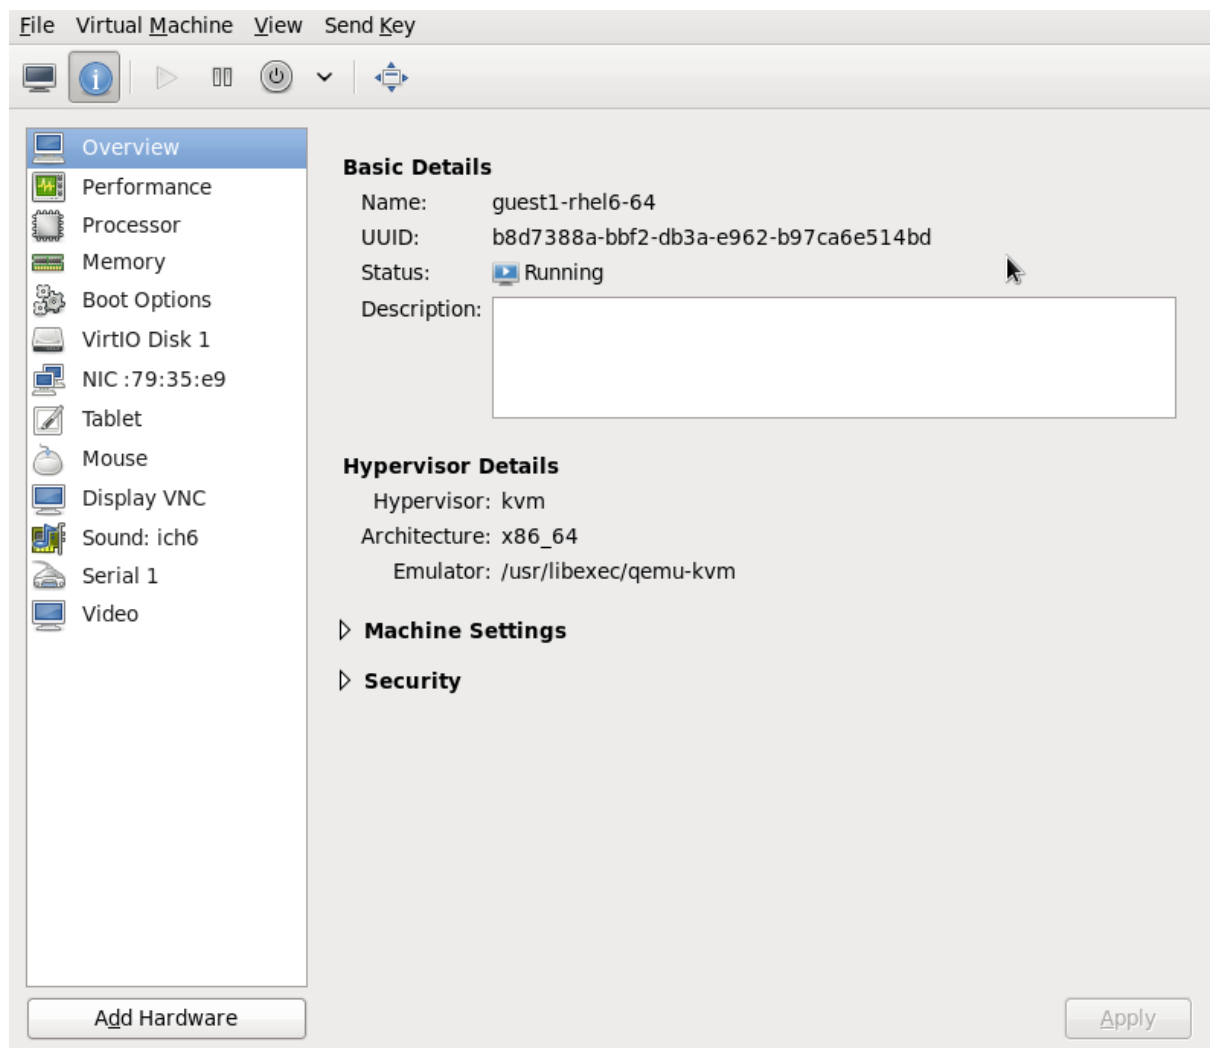 File Virtual Machine View Send Key
Overview
Performance
Processor
Memory
Boot Options
VirtIO Disk 1
NIC :79:35:e9
Tablet
Mouse
Display VNC
Sound: ich6
Serial 1
Video
Add Hardware
Basic Details
Name: guest1-rhel6-64
UUID: b8d7388a-bbf2-db3a-e962-b97ca6e514bd
Status: Running
Description:
Hypervisor Details
Hypervisor: kvm
Architecture: x86_64
Emulator: /usr/libexec/qemu-kvm
Machine Settings
Security
Apply